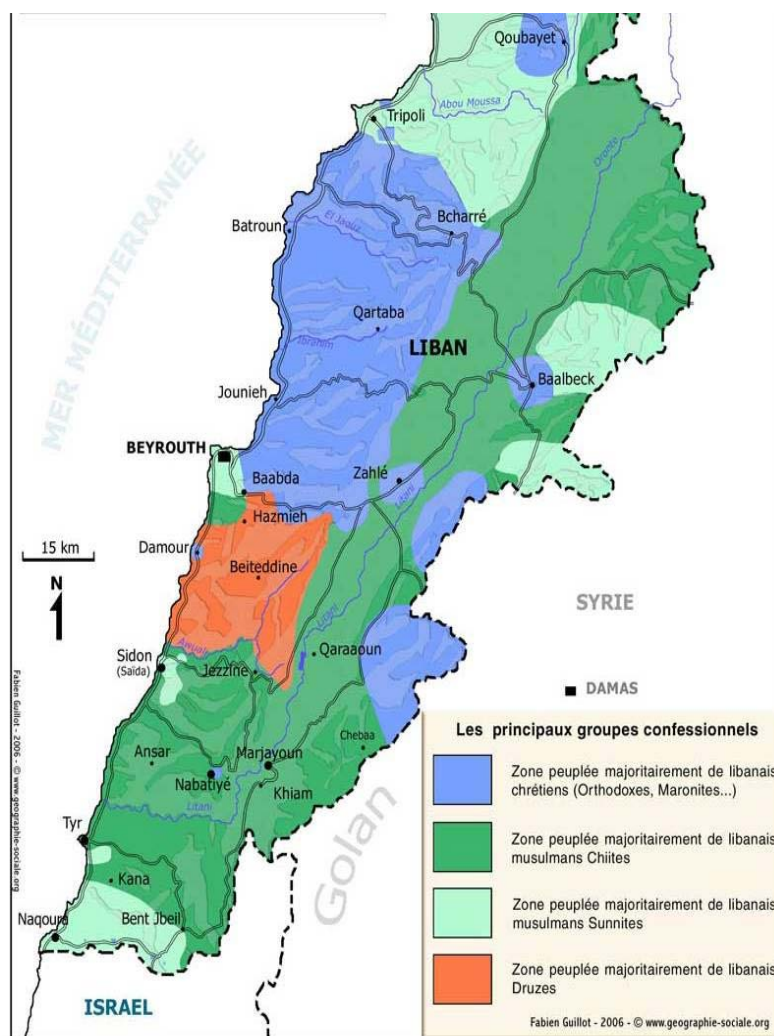 Qoubayet
Abou Moussa
Tripoli
Oronte
MER MÉDITERRANÉE
Bcharré
Batroun
El Jaouz
Qartaba
Ibrahim
LIBAN
Baalbeck
Jounieh
BEYROUTH
Zahlé
Litani
Baabda
Hazmieh
15 km
Damour
Beiteddine
N
Litani
SYRIE
Awuali
Sidon
(Saïda)
Qaraaoun
Jezzine
DAMAS
Fabien Guillot - 2006 - © www.geographie-sociale.org
Les principaux groupes confessionnels
Zone peuplée majoritairement de libanais
chrétiens (Orthodoxes, Maronites...)
Zone peuplée majoritairement de libanais
musulmans Chiites
Zone peuplée majoritairement de libanais
musulmans Sunnites
Zone peuplée majoritairement de libanais
Druzes
Fabien Guillot - 2006 - © www.geographie-sociale.org
Chebaa
Ansar
Marjayoun
Nabatiyé
Khiam
Litani
Golan
Tyr
Kana
Naqoura
Bent Jbeil
ISRAEL